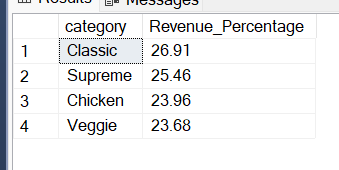 Results Messages
category Revenue_Percentage
1 Classic 26.91
2 Supreme 25.46
3 Chicken 23.96
4 Veggie 23.68